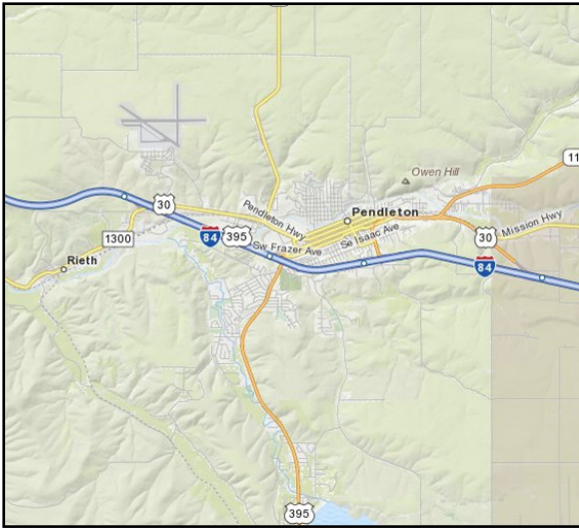 11
Owen Hill
30
Pendleton Hwy
Pendleton
1300
84
395
Sw Frazer Ave
Se Isaac Ave
30
Mission Hwy
Rieth
84
395